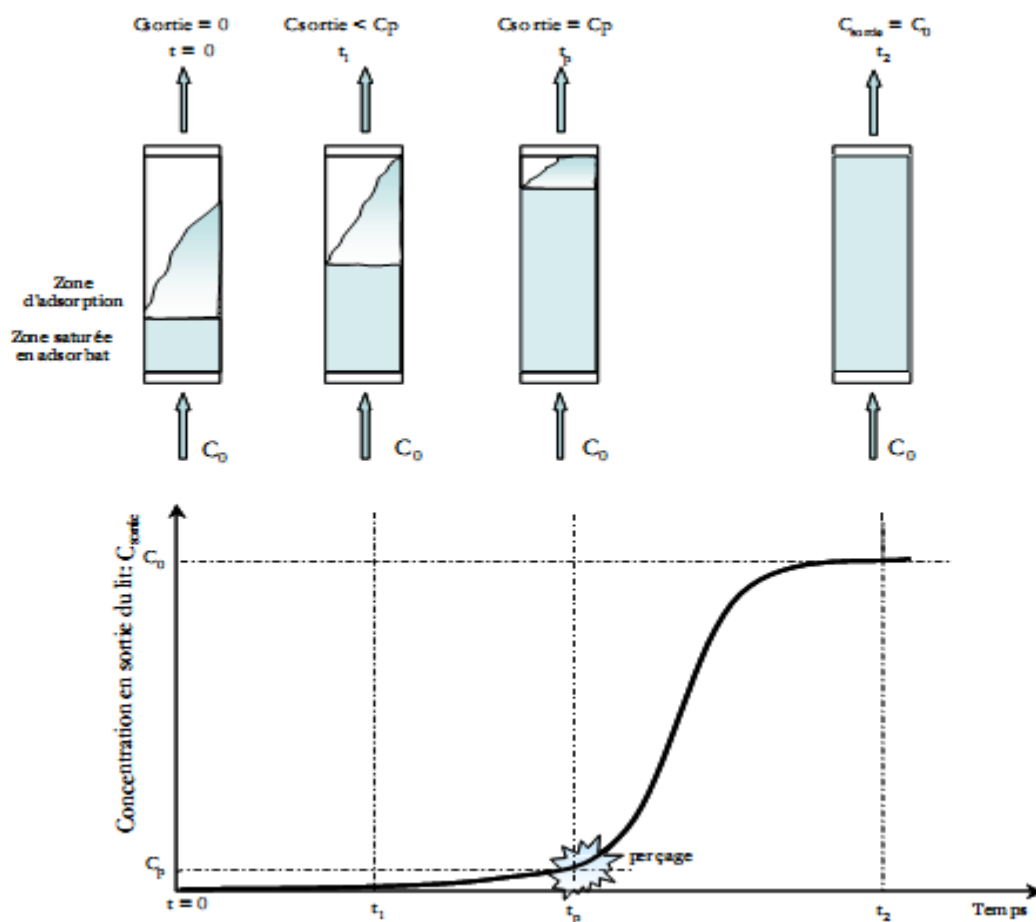 Csortie = 0
t = 0
Csortie < Cp
t1
Csortie = Cp
tp
Csortie = C0
t2
Zone
d'adsorption
Zone saturée
en adsorbat
C0
C0
C0
C0
Concentration en sortie du lit: Csortie
C0
Cp
perçage
t = 0
t1
tp
t2
Temps